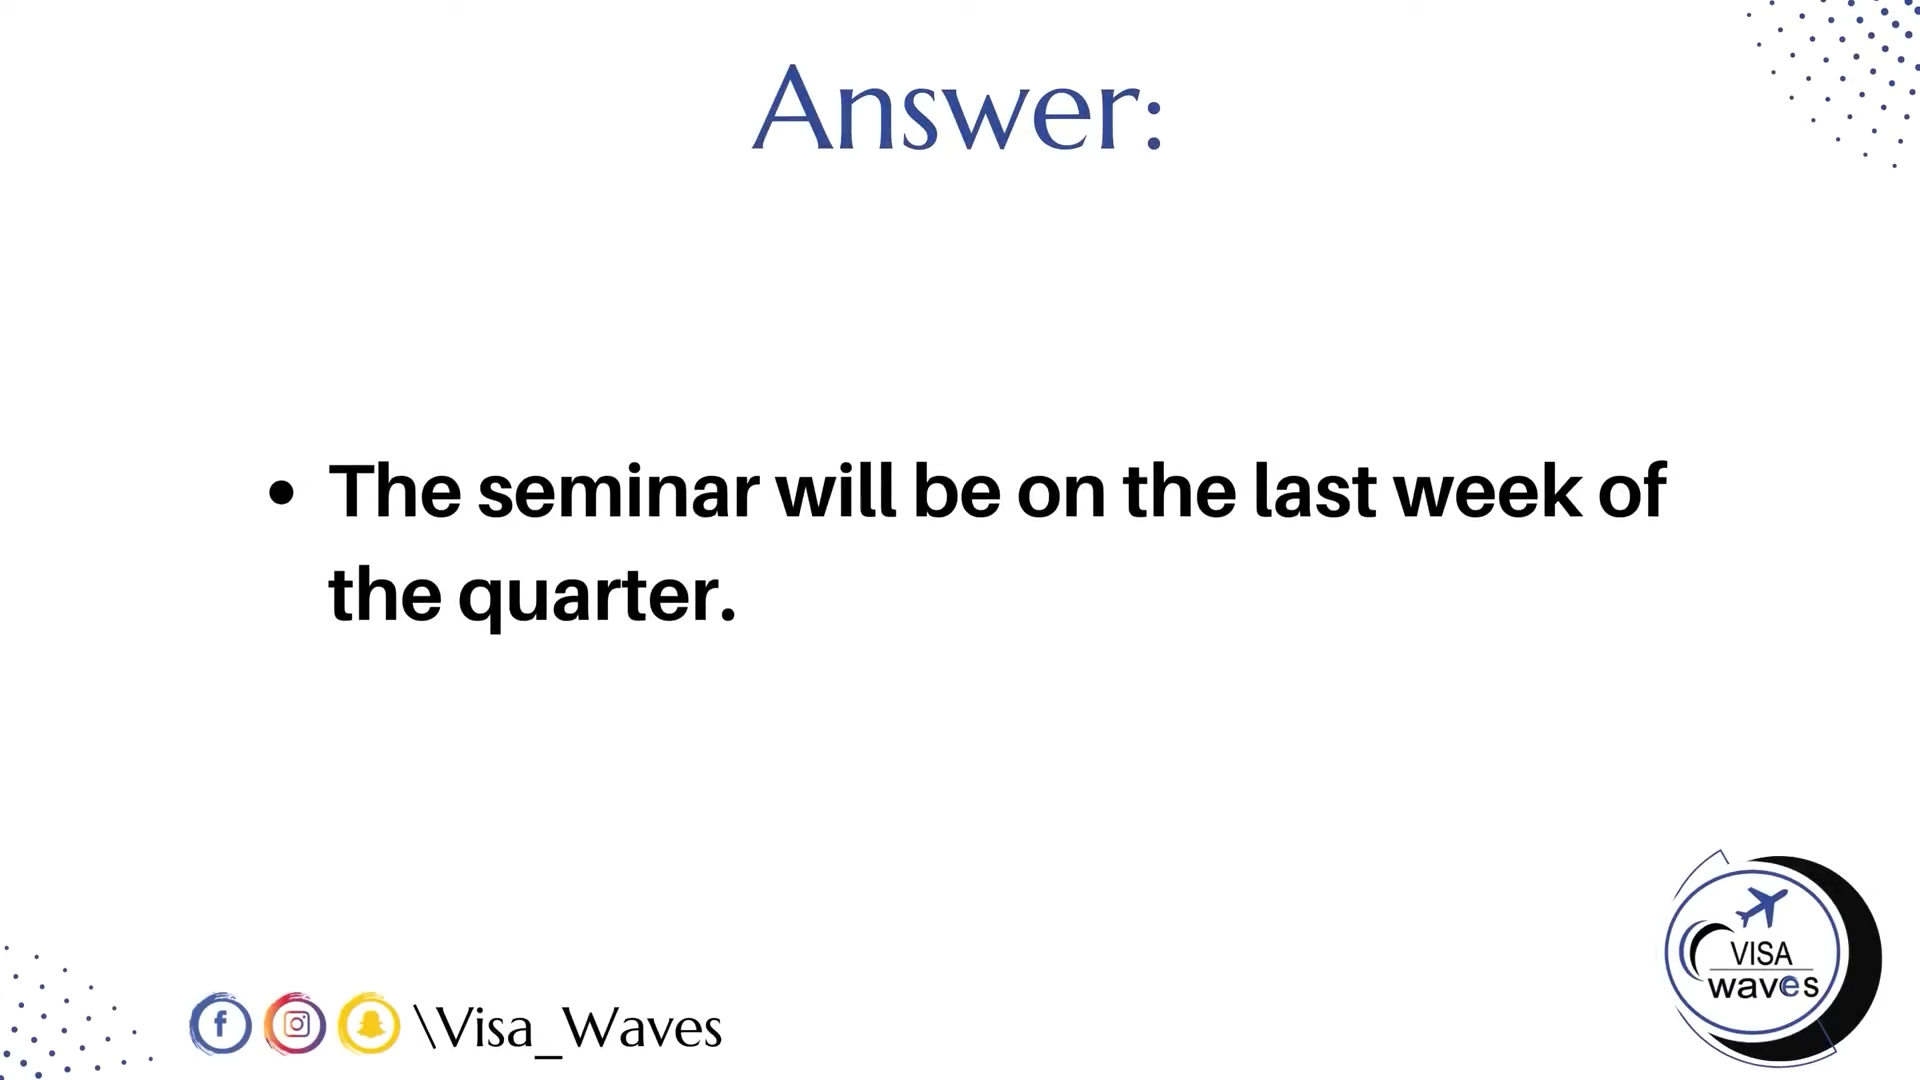 Answer:
• The seminar will be on the last week of
the quarter.
\Visa_Waves
VISA
waves